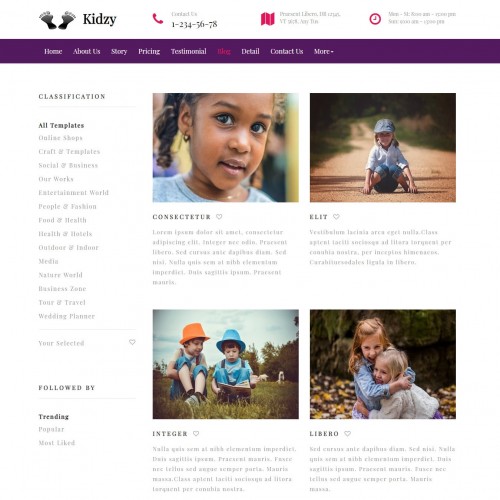 Kidzy
Contact Us
1-234-56-78
Praesent Libero, HR 12345,
VT 1678, Any Tus
Mon - St: 8:00 am - 15:00 pm
Sun: 9:00 am - 12:00 pm
Home About Us Story Pricing Testimonial Blog Detail Contact Us More
CLASSIFICATION
All Templates
Online Shops
Craft & Templates
Social & Business
Our Works
Entertainment World
People & Fashion
Food & Health
Health & Hotels
Outdoor & Indoor
Media
Nature World
Business Zone
Tour & Travel
Wedding Planner
Your Selected
FOLLOWED BY
Trending
Popular
Most Liked
CONSECTETUR
Lorem ipsum dolor sit amet, consectetur
adipiscing elit. Integer nec odio. Praesent
libero. Sed cursus ante dapibus diam. Sed
nisi. Nulla quis sem at nibh elementum
imperdiet. Duis sagittis ipsum. Praesent
mauris.
ELIT
Vestibulum lacinia arcu eget nulla.Class
aptent taciti sociosqu ad litora torquent per
conubia nostra, per inceptos himenaeos.
Curabitursodales ligula in libero.
INTEGER
Nulla quis sem at nibh elementum imperdiet.
Duis sagittis ipsum. Praesent mauris. Fusce
nec tellus sed augue semper porta. Mauris
massa.Class aptent taciti sociosqu ad litora
torquent per conubia nostra.
LIBERO
Sed cursus ante dapibus diam. Sed nisi.
Nulla quis sem at nibh elementum imperdiet.
Duis sagittis ipsum. Praesent mauris. Fusce
nec tellus sed augue semper porta. Mauris
massa.